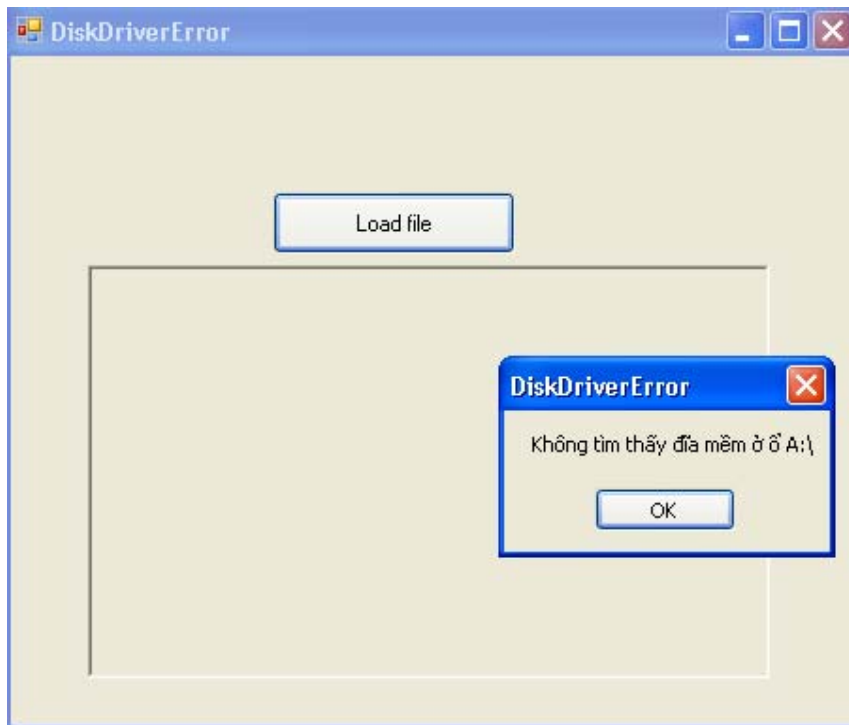 DiskDriverError
Load file
DiskDriverError
Không tìm thấy đĩa mềm ở ổ A:\
OK